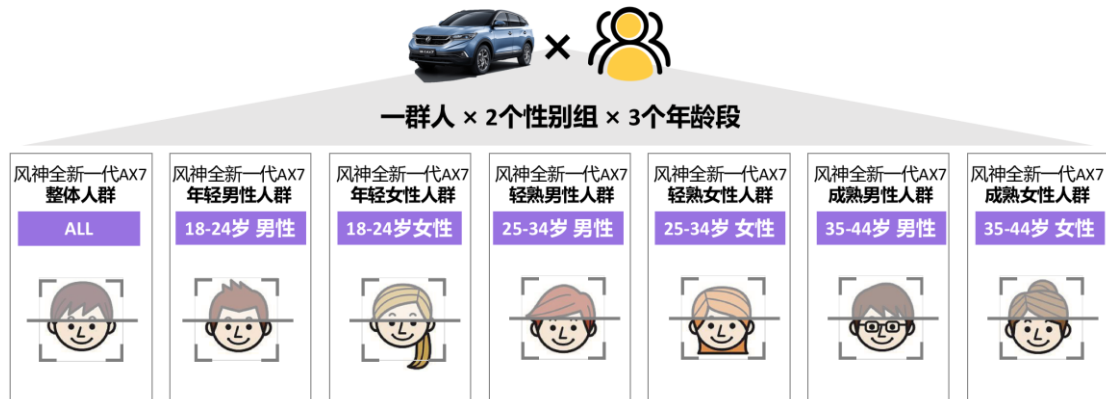 ×
一群人 × 2个性别组 × 3个年龄段
风神全新一代AX7
整体人群
ALL
风神全新一代AX7
年轻男性人群
18-24岁 男性
风神全新一代AX7
年轻女性人群
18-24岁女性
风神全新一代AX7
轻熟男性人群
25-34岁 男性
风神全新一代AX7
轻熟女性人群
25-34岁 女性
风神全新一代AX7
成熟男性人群
35-44岁 男性
风神全新一代AX7
成熟女性人群
35-44岁 女性